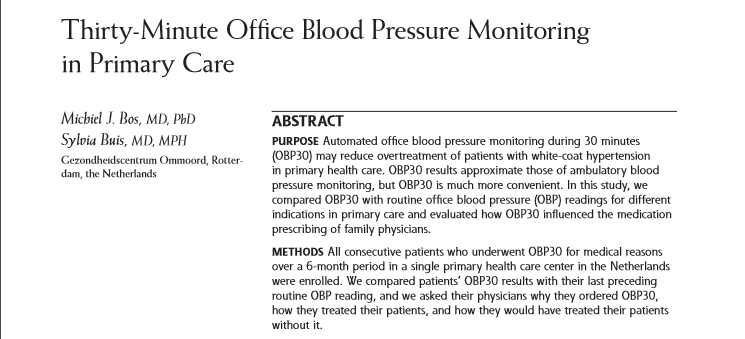 Thirty-Minute Office Blood Pressure Monitoring
in Primary Care
Michiel J. Bos, MD, PhD
Sylvia Buis, MD, MPH
Gezondheidscentrum Ommoord, Rotter-
dam, the Netherlands
ABSTRACT
PURPOSE Automated office blood pressure monitoring during 30 minutes
(OBP30) may reduce overtreatment of patients with white-coat hypertension
in primary health care. OBP30 results approximate those of ambulatory blood
pressure monitoring, but OBP30 is much more convenient. In this study, we
compared OBP30 with routine office blood pressure (OBP) readings for different
indications in primary care and evaluated how OBP30 influenced the medication
prescribing of family physicians.
METHODS All consecutive patients who underwent OBP30 for medical reasons
over a 6-month period in a single primary health care center in the Netherlands
were enrolled. We compared patients’ OBP30 results with their last preceding
routine OBP reading, and we asked their physicians why they ordered OBP30,
how they treated their patients, and how they would have treated their patients
without it.